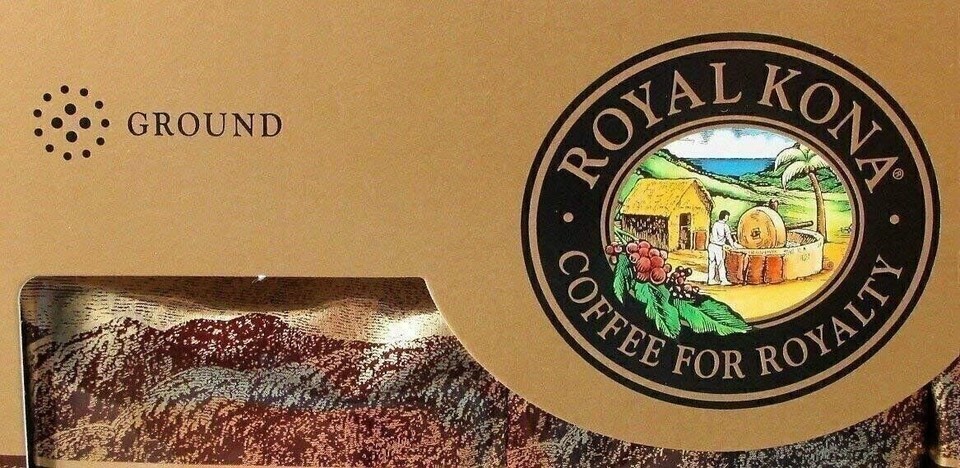 GROUND
ROYAL KONA®
COFFEE FOR ROYALTY